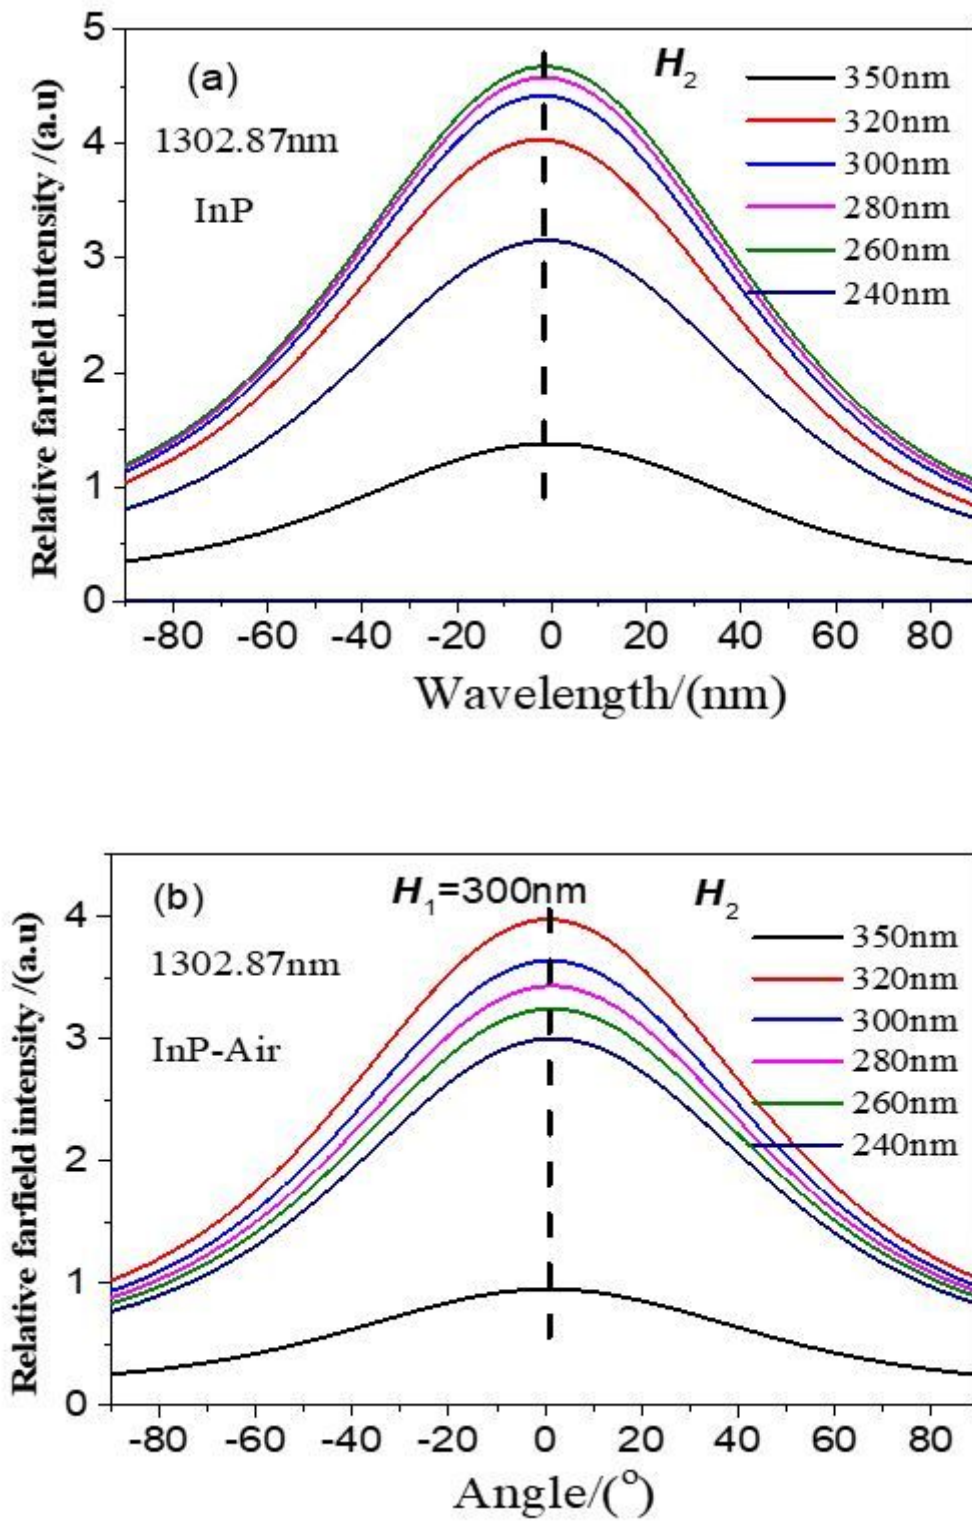 (a)
1302.87nm
InP
H2
350nm
320nm
300nm
280nm
260nm
240nm
Relative farfield intensity /(a.u)
5
4
3
2
1
0
-80 -60 -40 -20 0 20 40 60 80
Wavelength/(nm)
(b)
H1=300nm
H2
1302.87nm
InP-Air
350nm
320nm
300nm
280nm
260nm
240nm
Relative farfield intensity /(a.u)
4
3
2
1
0
-80 -60 -40 -20 0 20 40 60 80
Angle/(°)